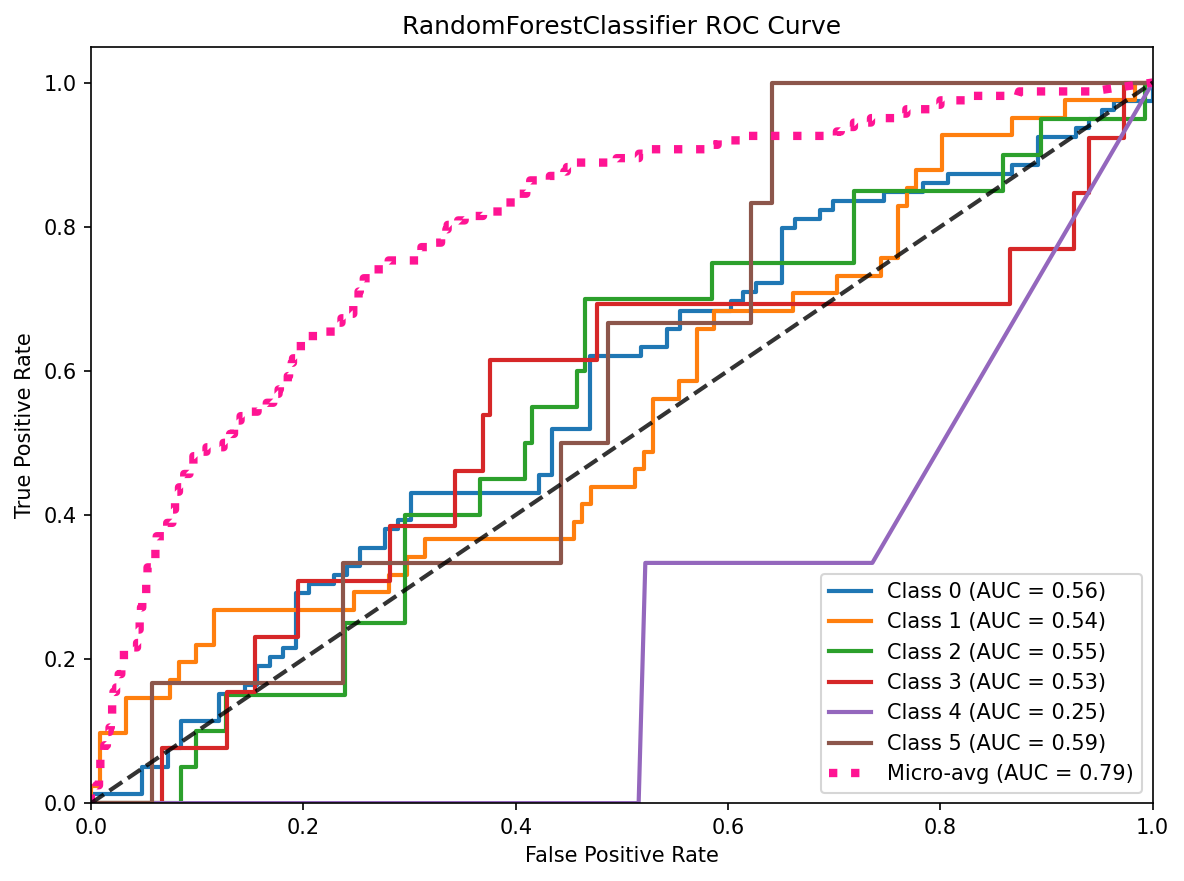 RandomForestClassifier ROC Curve
True Positive Rate
1.0
0.8
0.6
0.4
0.2
0.0
0.0 0.2 0.4 0.6 0.8 1.0
False Positive Rate
Class 0 (AUC = 0.56)
Class 1 (AUC = 0.54)
Class 2 (AUC = 0.55)
Class 3 (AUC = 0.53)
Class 4 (AUC = 0.25)
Class 5 (AUC = 0.59)
Micro-avg (AUC = 0.79)